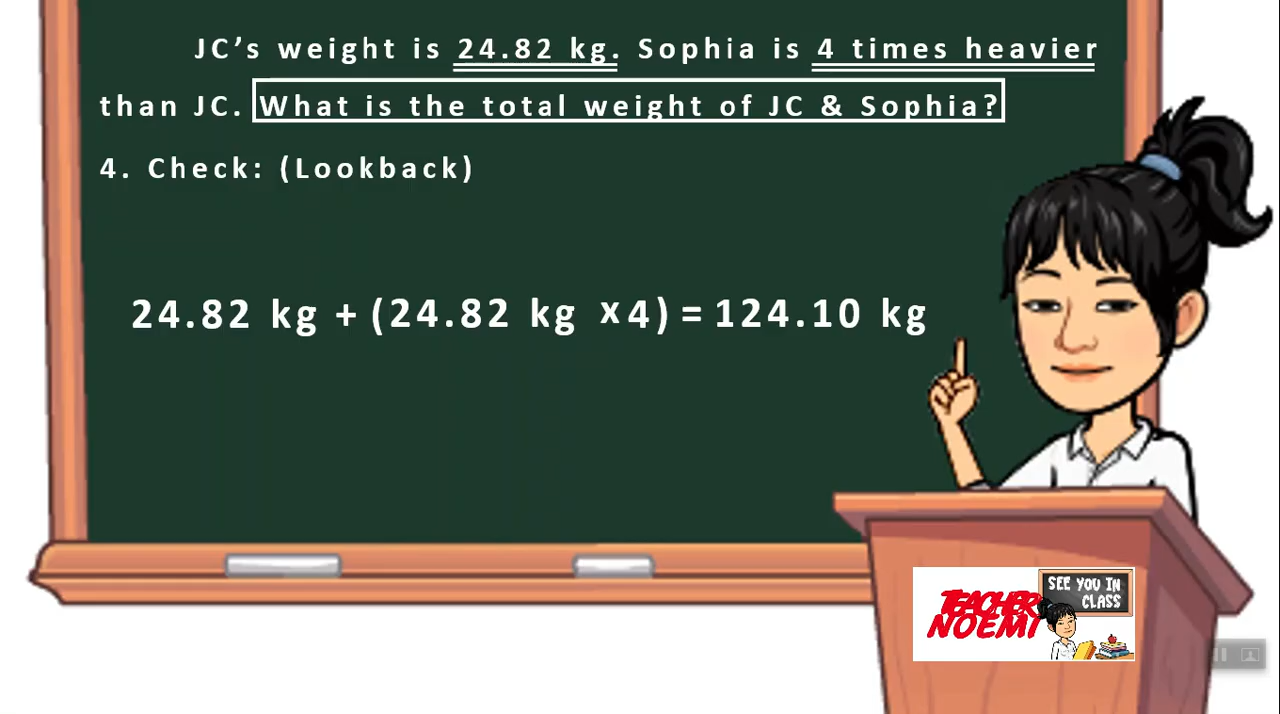 JC’s weight is 24.82 kg. Sophia is 4 times heavier
than JC. What is the total weight of JC & Sophia?
4. Check: (Lookback)
24.82 kg + (24.82 kg x4) = 124.10 kg
SEE YOU IN
CLASS
TEACHER
NOEMI